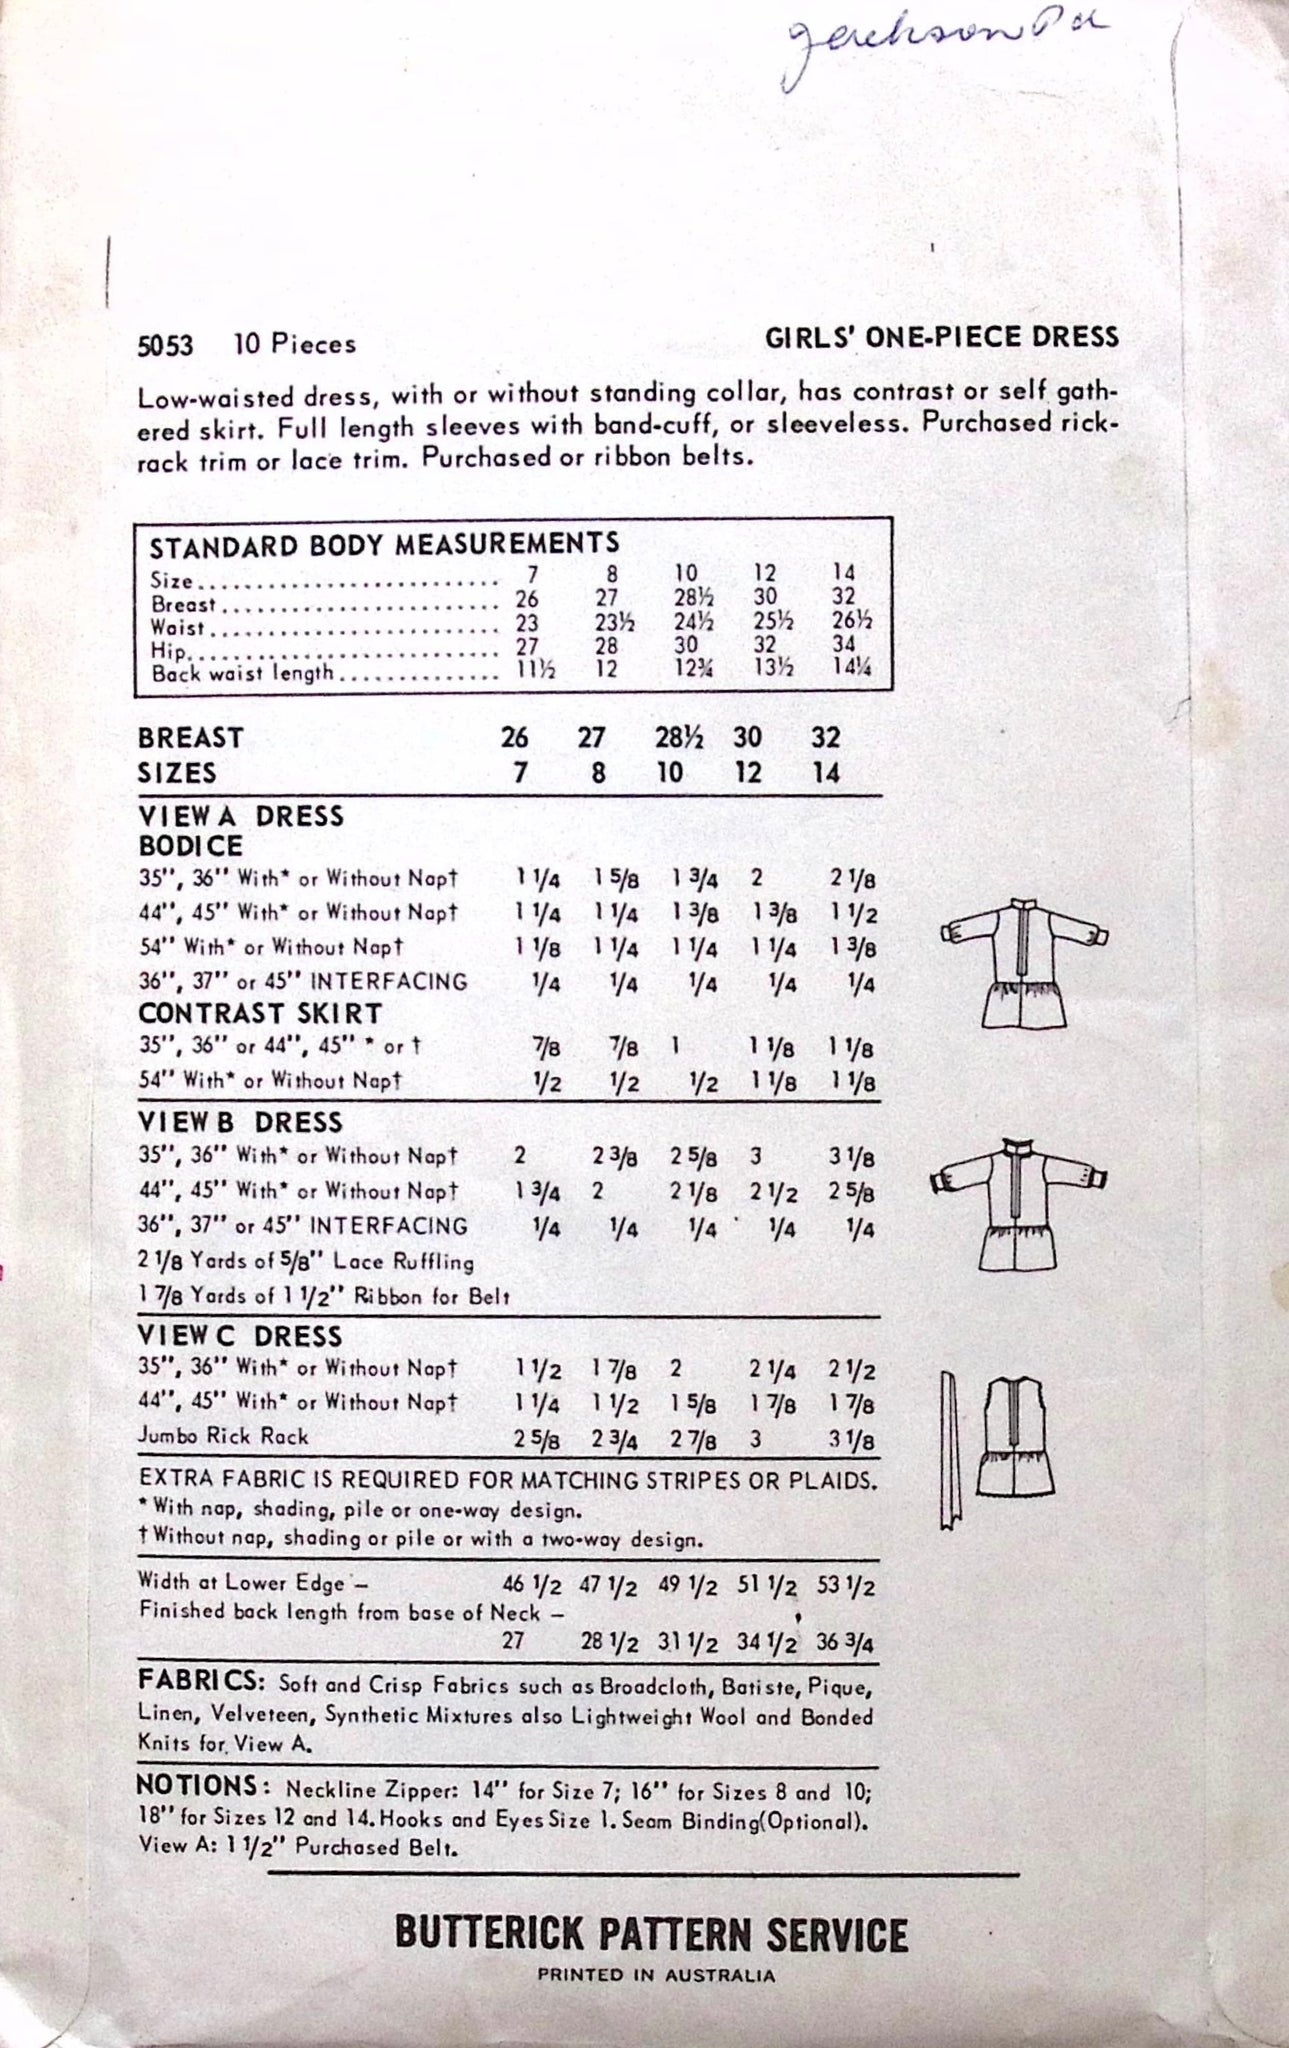 Jackson Pd
5053 10 Pieces GIRLS' ONE-PIECE DRESS
Low-waisted dress, with or without standing collar, has contrast or self gath-
ered skirt. Full length sleeves with band-cuff, or sleeveless. Purchased rick-
rack trim or lace trim. Purchased or ribbon belts.
STANDARD BODY MEASUREMENTS
Size.......................... 7 8 10 12 14
Breast........................ 26 27 28½ 30 32
Waist......................... 23 23½ 24½ 25½ 26½
Hip........................... 27 28 30 32 34
Back waist length.............. 11½ 12 12¾ 13½ 14¼
BREAST 26 27 28½ 30 32
SIZES 7 8 10 12 14
VIEW A DRESS
BODICE
35", 36" With* or Without Nap† 1 1/4 1 5/8 1 3/4 2 2 1/8
44", 45" With* or Without Nap† 1 1/4 1 1/4 1 3/8 1 3/8 1 1/2
54" With* or Without Nap† 1 1/8 1 1/4 1 1/4 1 1/4 1 3/8
36", 37" or 45" INTERFACING 1/4 1/4 1/4 1/4 1/4
CONTRAST SKIRT
35", 36" or 44", 45" * or † 7/8 7/8 1 1 1/8 1 1/8
54" With* or Without Nap† 1/2 1/2 1/2 1 1/8 1 1/8
VIEW B DRESS
35", 36" With* or Without Nap† 2 2 3/8 2 5/8 3 3 1/8
44", 45" With* or Without Nap† 1 3/4 2 2 1/8 2 1/2 2 5/8
36", 37" or 45" INTERFACING 1/4 1/4 1/4 1/4 1/4
2 1/8 Yards of 5/8" Lace Ruffling
1 7/8 Yards of 1 1/2" Ribbon for Belt
VIEW C DRESS
35", 36" With* or Without Nap† 1 1/2 1 7/8 2 2 1/4 2 1/2
44", 45" With* or Without Nap† 1 1/4 1 1/2 1 5/8 1 7/8 1 7/8
Jumbo Rick Rack 2 5/8 2 3/4 2 7/8 3 3 1/8
EXTRA FABRIC IS REQUIRED FOR MATCHING STRIPES OR PLAIDS.
* With nap, shading, pile or one-way design.
† Without nap, shading or pile or with a two-way design.
Width at Lower Edge – 46 1/2 47 1/2 49 1/2 51 1/2 53 1/2
Finished back length from base of Neck –
27 28 1/2 31 1/2 34 1/2 36 3/4
FABRICS: Soft and Crisp Fabrics such as Broadcloth, Batiste, Pique,
Linen, Velveteen, Synthetic Mixtures also Lightweight Wool and Bonded
Knits for View A.
NOTIONS: Neckline Zipper: 14" for Size 7; 16" for Sizes 8 and 10;
18" for Sizes 12 and 14. Hooks and Eyes Size 1. Seam Binding(Optional).
View A: 1 1/2" Purchased Belt.
BUTTERICK PATTERN SERVICE
PRINTED IN AUSTRALIA